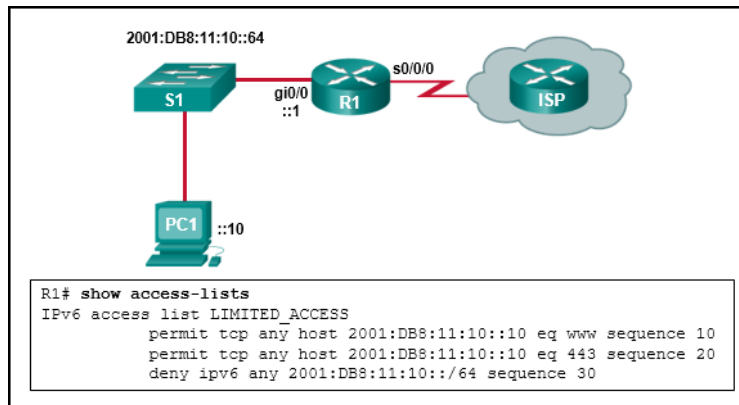 2001:DB8:11:10::64
S1
gi0/0
::1
R1
s0/0/0
ISP
PC1
::10
R1# show access-lists
IPv6 access list LIMITED_ACCESS
permit tcp any host 2001:DB8:11:10::10 eq www sequence 10
permit tcp any host 2001:DB8:11:10::10 eq 443 sequence 20
deny ipv6 any 2001:DB8:11:10::/64 sequence 30